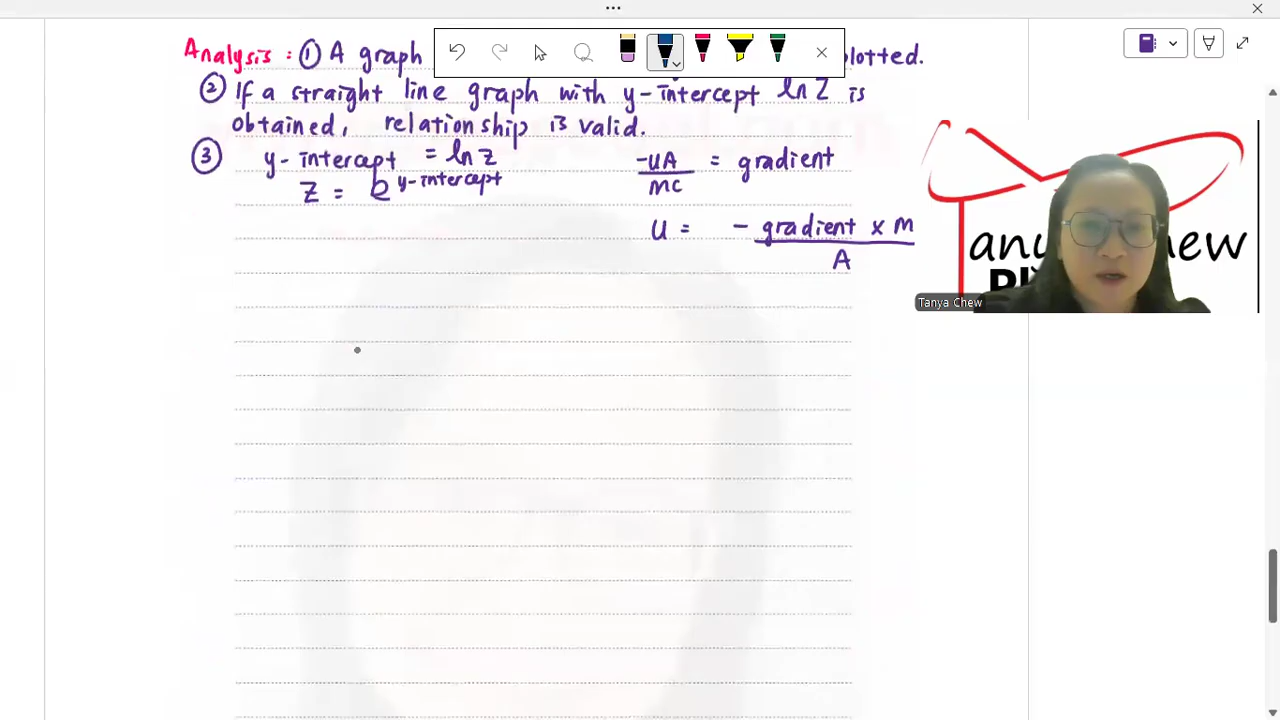 Analysis : ① A graph lotted.
② If a straight line graph with y-intercept ln Z is
obtained, relationship is valid.
③ y-intercept = ln z
Z = e^y-intercept
-UA/MC = gradient
U = - gradient x M / A
Tanya Chew